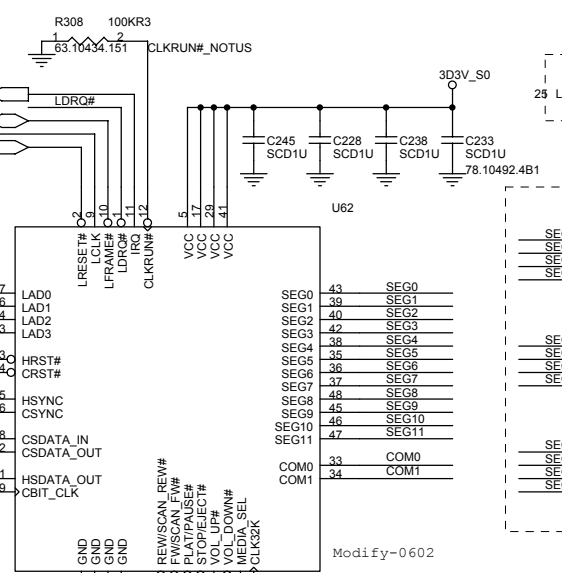 R308 100KR3
1 2
63.10434.151 CLKRUN#_NOTUS
3D3V_S0
LDRQ#
25 L
C245 C228 C238 C233
SCD1U SCD1U SCD1U SCD1U
78.10492.4B1
U62
2 9 10 1 11 12 5 17 29 41
LRESET#
LCLK
LFRAME#
LDRQ#
IRQ
CLKRUN#
VCC
VCC
VCC
VCC
LAD0
LAD1
LAD2
LAD3
HRST#
CRST#
HSYNC
CSYNC
CSDATA_IN
CSDATA_OUT
HSDATA_OUT
CBIT_CLK
SEG0 43 SEG0
SEG1 39 SEG1
SEG2 40 SEG2
SEG3 42 SEG3
SEG4 38 SEG4
SEG5 35 SEG5
SEG6 36 SEG6
SEG7 37 SEG7
SEG8 48 SEG8
SEG9 45 SEG9
SEG10 46 SEG10
SEG11 47 SEG11
COM0 33 COM0
COM1 34 COM1
GND
GND
GND
GND
REW/SCAN_REW#
FW/SCAN_FW#
PLAT/PAUSE#
STOP/EJECT#
VOL_UP#
VOL_DOWN#
MEDIA_SEL
CLK32K
Modify-0602